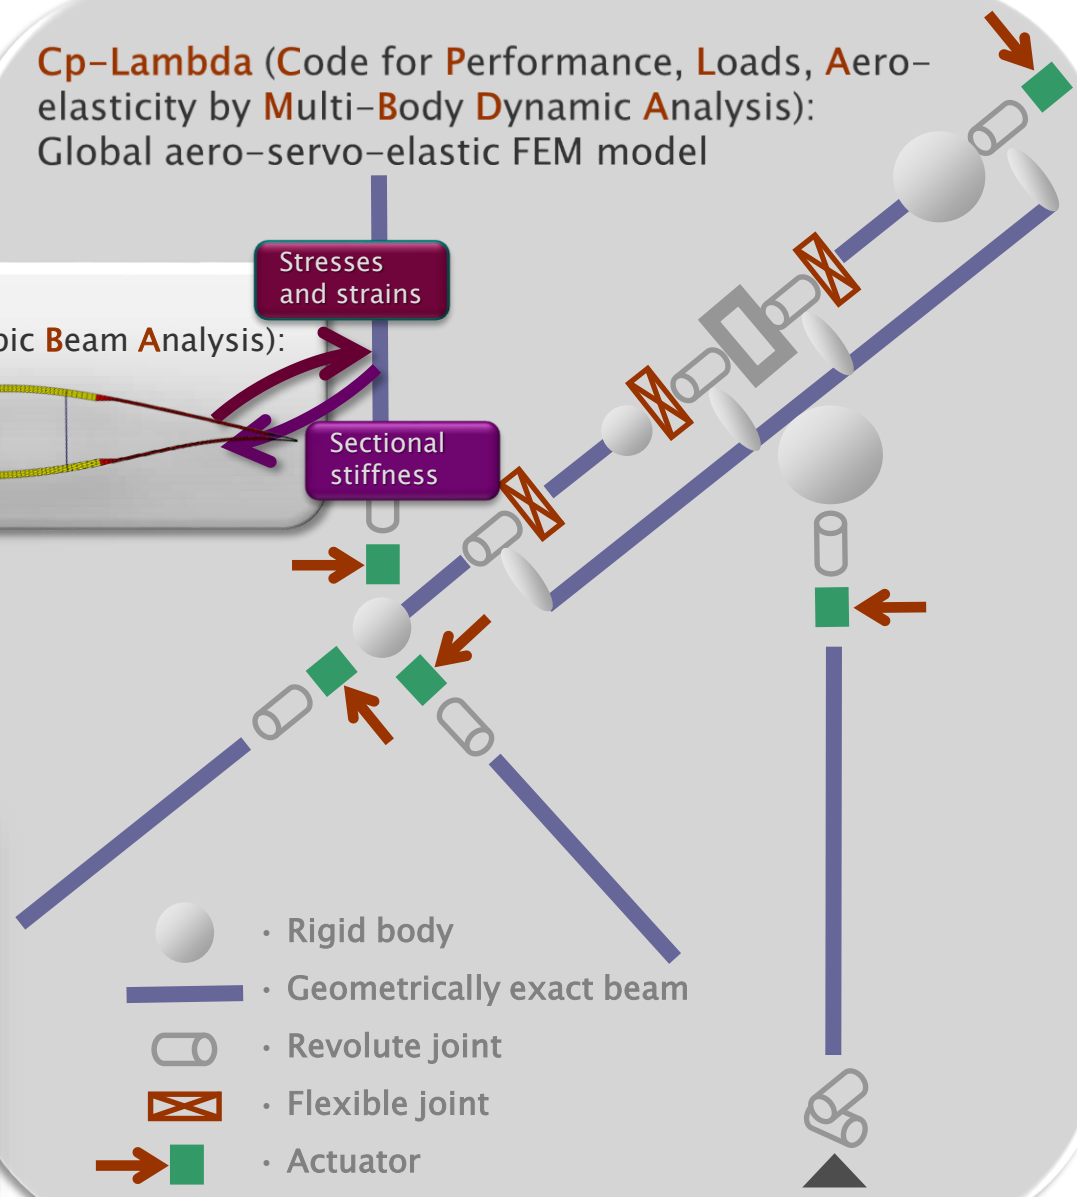 Cp-Lambda (Code for Performance, Loads, Aero-
elasticity by Multi-Body Dynamic Analysis):
Global aero-servo-elastic FEM model
Stresses
and strains
Beam Analysis):
Sectional
stiffness
· Rigid body
· Geometrically exact beam
· Revolute joint
· Flexible joint
· Actuator